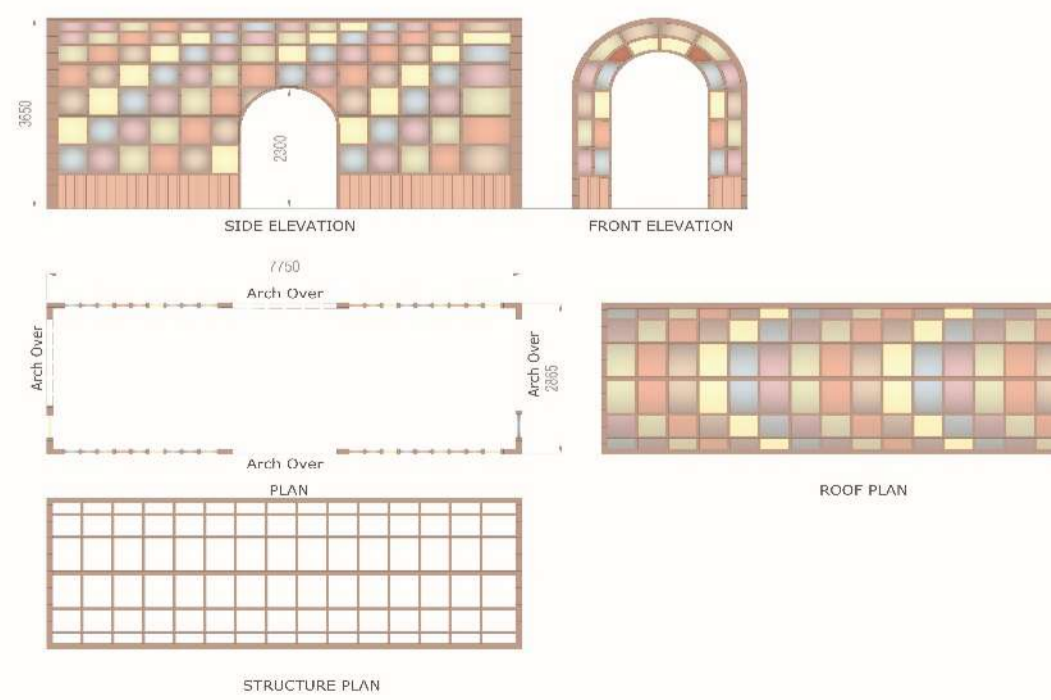 3650
2300
SIDE ELEVATION
FRONT ELEVATION
7750
Arch Over
Arch Over
Arch Over
2865
Arch Over
PLAN
ROOF PLAN
STRUCTURE PLAN